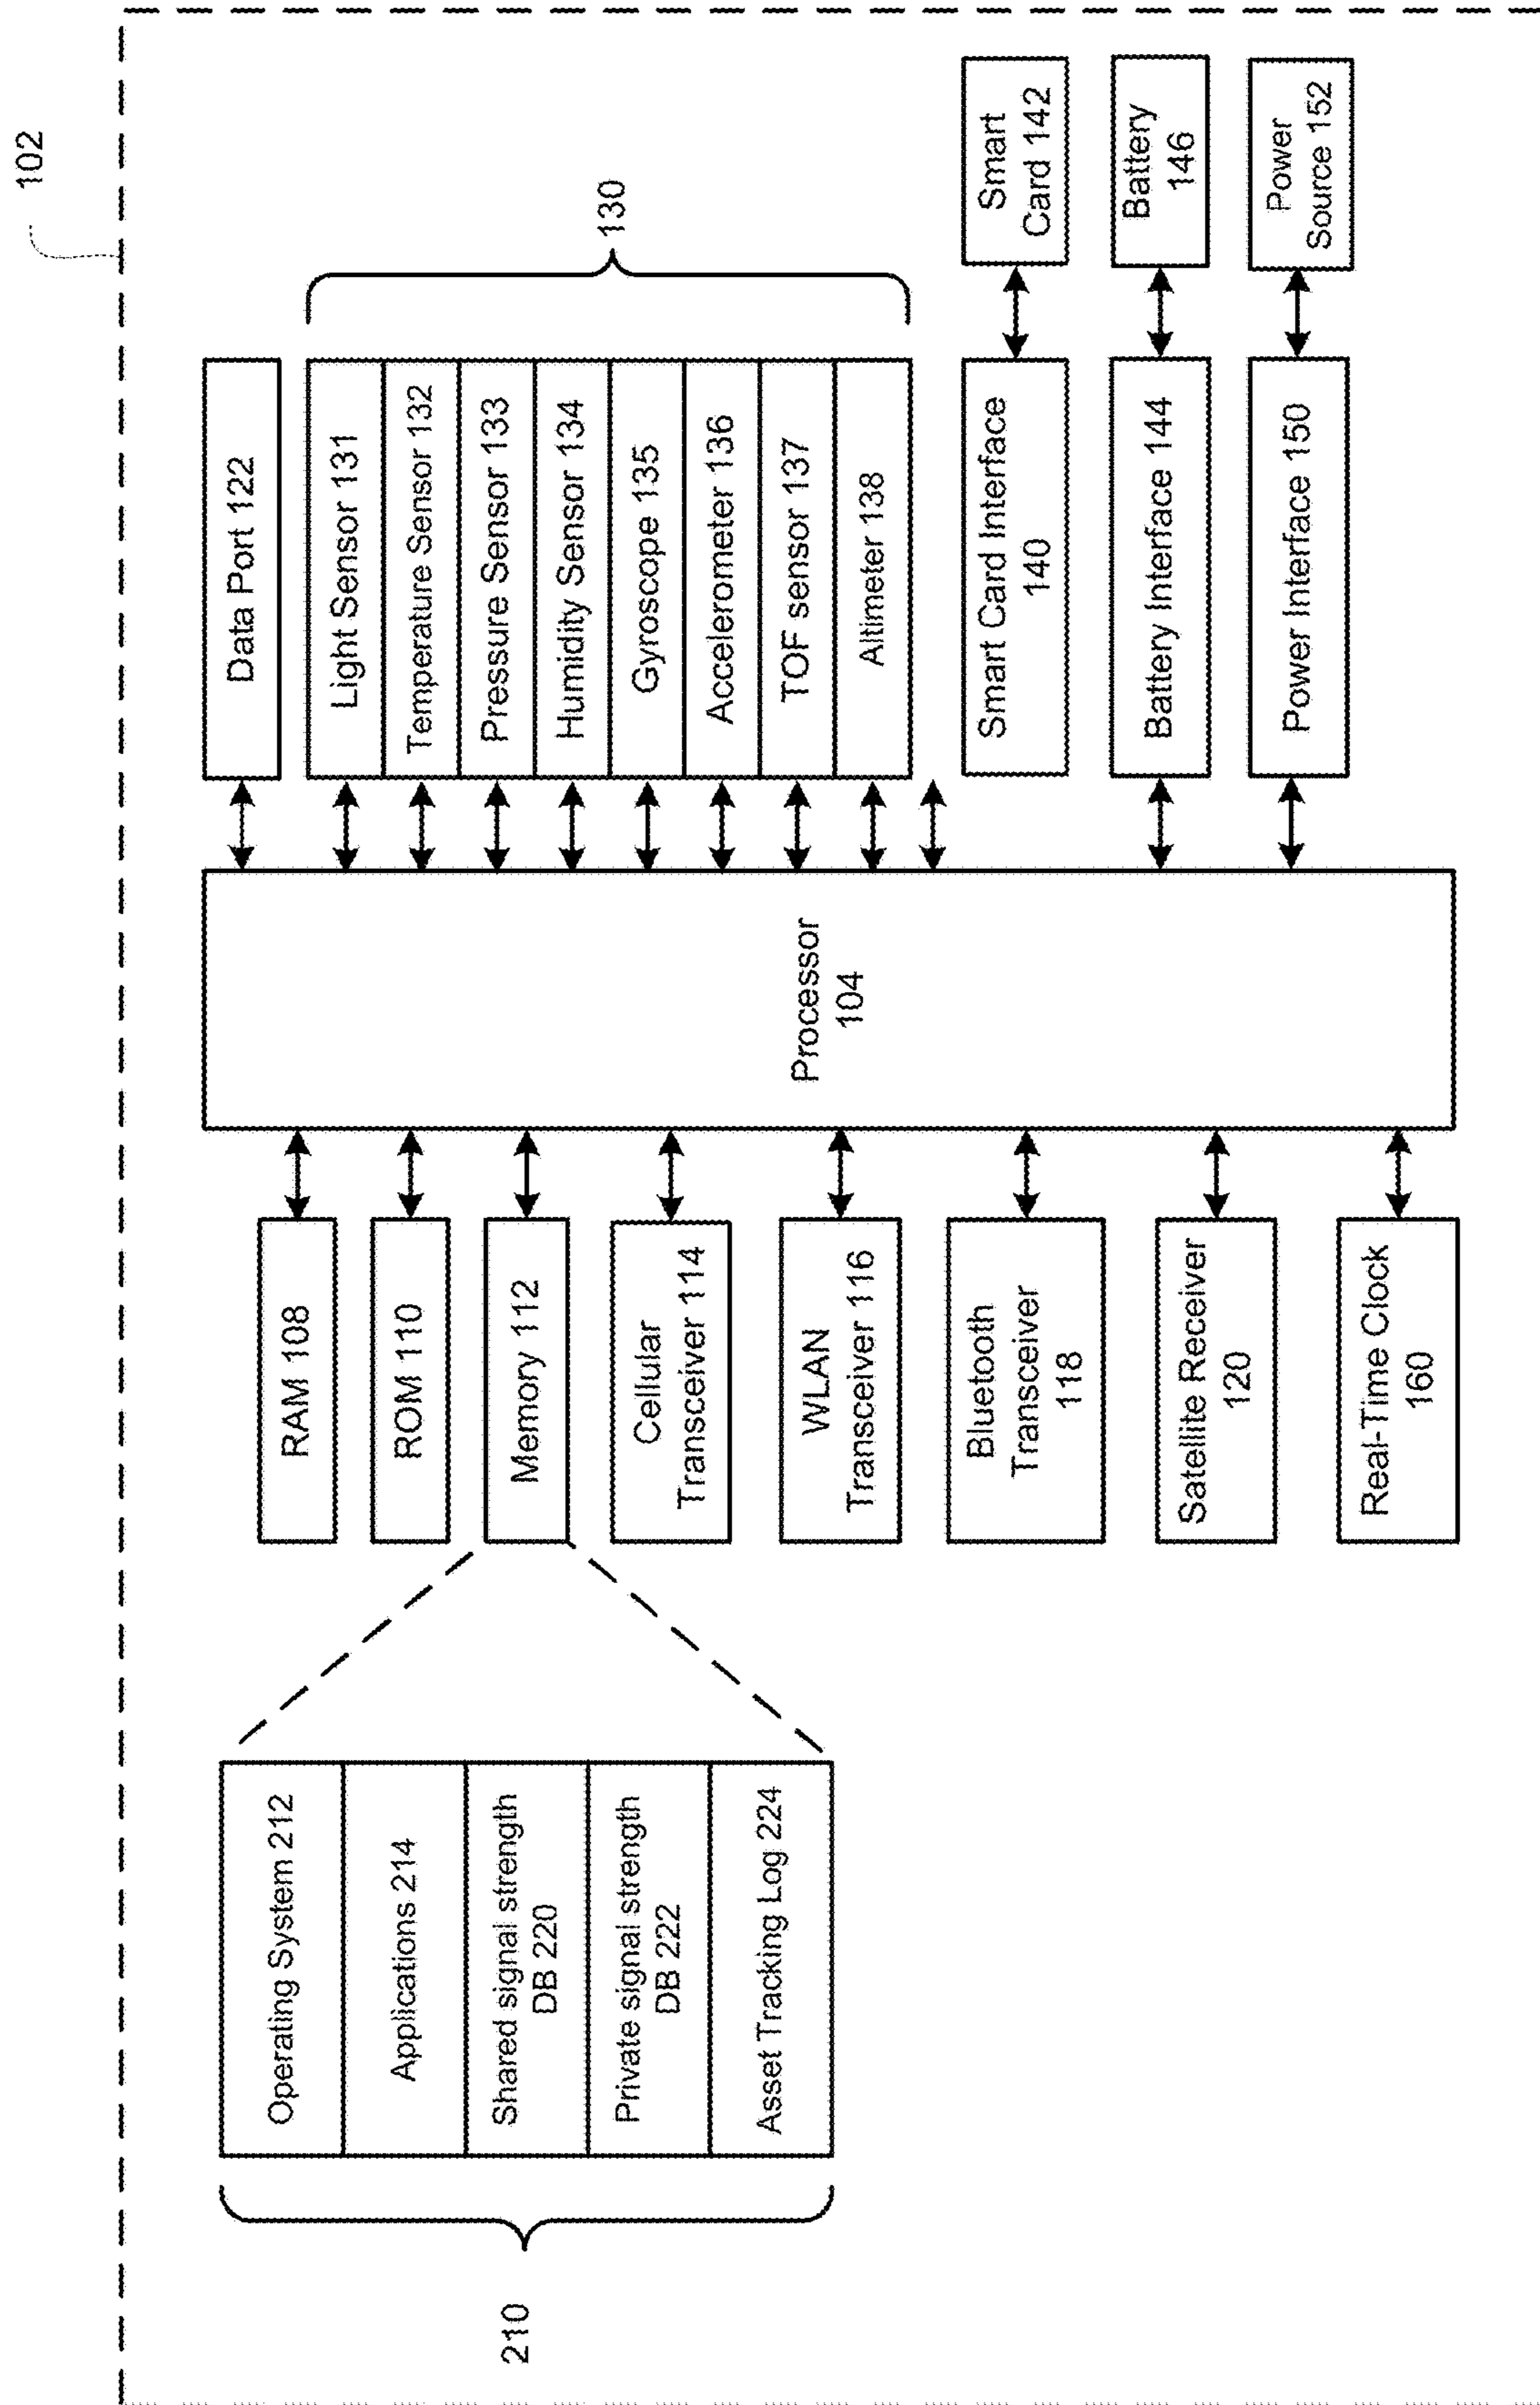 102
Operating System 212
Applications 214
Shared signal strength
DB 220
Private signal strength
DB 222
Asset Tracking Log 224
210
RAM 108
ROM 110
Memory 112
Cellular
Transceiver 114
WLAN
Transceiver 116
Bluetooth
Transceiver
118
Satellite Receiver
120
Real-Time Clock
160
Processor
104
Data Port 122
Light Sensor 131
Temperature Sensor 132
Pressure Sensor 133
Humidity Sensor 134
Gyroscope 135
Accelerometer 136
TOF sensor 137
Altimeter 138
130
Smart Card Interface
140
Battery Interface 144
Power Interface 150
Smart
Card 142
Battery
146
Power
Source 152